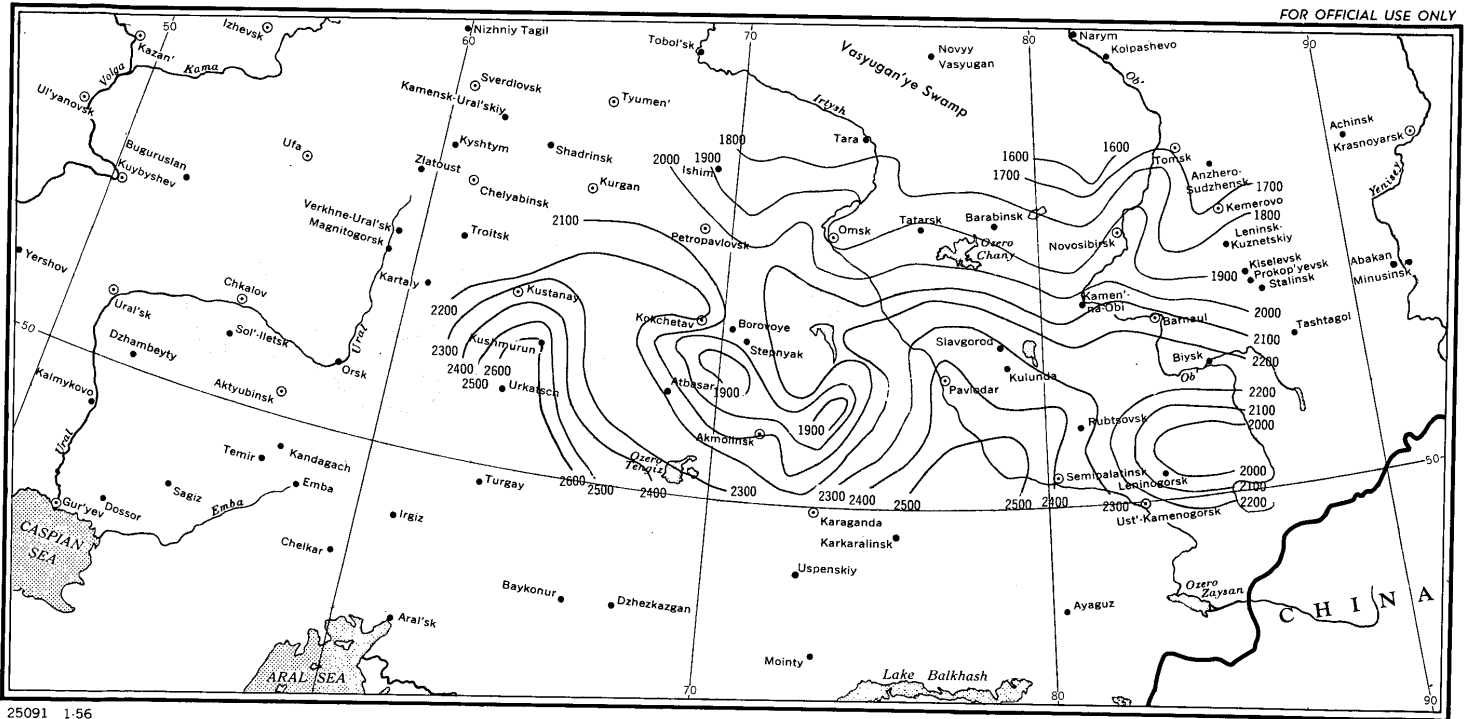 FOR OFFICIAL USE ONLY
50
60
70
80
90
Izhevsk
Kazan'
Volga
Kama
Ul'yanovsk
Nizhniy Tagil
Tobol'sk
Vasyugan'ye Swamp
Novyy
Vasyugan
Narym
Kolpashevo
Ob'
Sverdlovsk
Kamensk-Ural'skiy
Tyumen'
Irtysh
Tara
Achinsk
Krasnoyarsk
Yenisey
Ufa
Buguruslan
Kuybyshev
Kyshtym
Shadrinsk
Zlatoust
Chelyabinsk
Kurgan
1800
2000
1900
Ishim
1600
1600
1700
Tomsk
Anzhero-
Sudzhensk
1700
Kemerovo
1800
Verkhne-Ural'sk
Magnitogorsk
Troitsk
2100
Petropavlovsk
Omsk
Tatarsk
Barabinsk
Ozero
Chany
Novosibirsk
Leninsk-
Kuznetskiy
Yershov
Kartaly
Kiselevsk
Prokop'yevsk
Stalinsk
1900
Abakan
Minusinsk
Chkalov
Ural'sk
Kustanay
2200
Kokchetav
Borovoye
Stepnyak
Kamen'-
na-Obi
Barnaul
2000
Tashtagol
2100
50
Sol'-Iletsk
Dzhambeyty
Ural
Orsk
Kushmurun
2300
2400
2600
2500
Urkatsch
Slavgorod
Kulunda
Pavlodar
Biysk
Ob'
2200
Kalmykovo
Aktyubinsk
Atbasar
1900
1900
Akmolinsk
Rubtsovsk
2200
2100
2000
Ural
Temir
Kandagach
Ozero
Tengiz
Semipalatinsk
Leninogorsk
2000
2100
2200
50
Gur'yev
Dossor
Sagiz
Emba
Emba
Turgay
2600
2500
2400
2300
2300
2400
2500
2500
2400
2300
Ust'-Kamenogorsk
CASPIAN
SEA
Irgiz
Karaganda
Karkaralinsk
Chelkar
Uspenskiy
Baykonur
Dzhezkazgan
Ozero
Zaysan
Ayaguz
CHINA
Aral'sk
ARAL SEA
Mointy
Lake Balkhash
70
80
90
25091 1-56